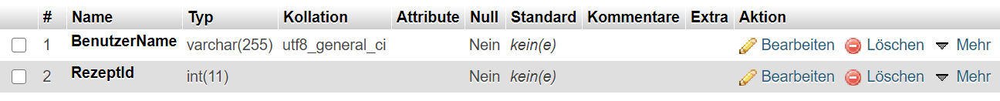 # Name Typ Kollation Attribute Null Standard Kommentare Extra Aktion
1 BenutzerName varchar(255) utf8_general_ci Nein kein(e) Bearbeiten Löschen Mehr
2 RezeptId int(11) Nein kein(e) Bearbeiten Löschen Mehr